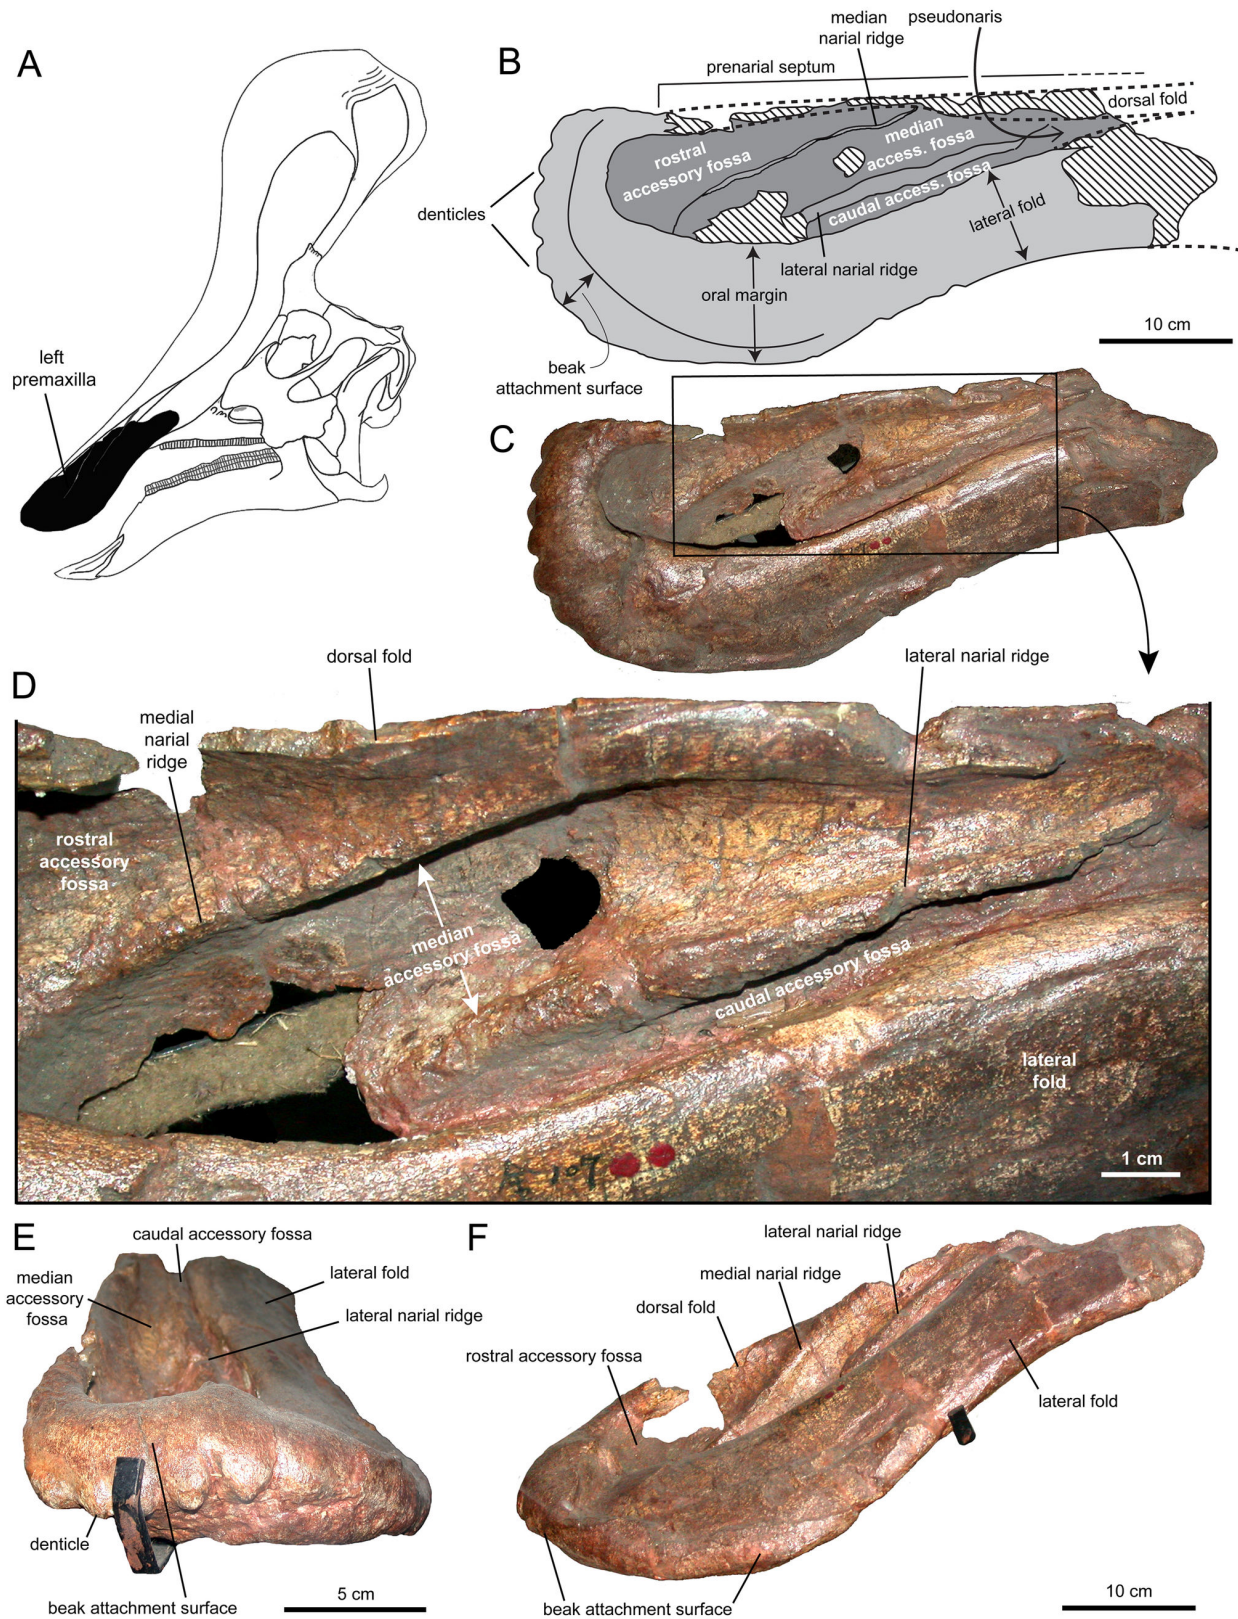 A
left
premaxilla
B
median
narial ridge
pseudonaris
prenarial septum
dorsal fold
rostral
accessory fossa
median
access. fossa
caudal access. fossa
denticles
lateral fold
lateral narial ridge
oral margin
beak
attachment surface
10 cm
C
D
dorsal fold
lateral narial ridge
medial
narial
ridge
rostral
accessory
fossa
median
accessory fossa
caudal accessory fossa
lateral
fold
107
1 cm
E
caudal accessory fossa
median
accessory
fossa
lateral fold
lateral narial ridge
denticle
beak attachment surface
5 cm
F
lateral narial ridge
medial narial ridge
dorsal fold
rostral accessory fossa
lateral fold
beak attachment surface
10 cm